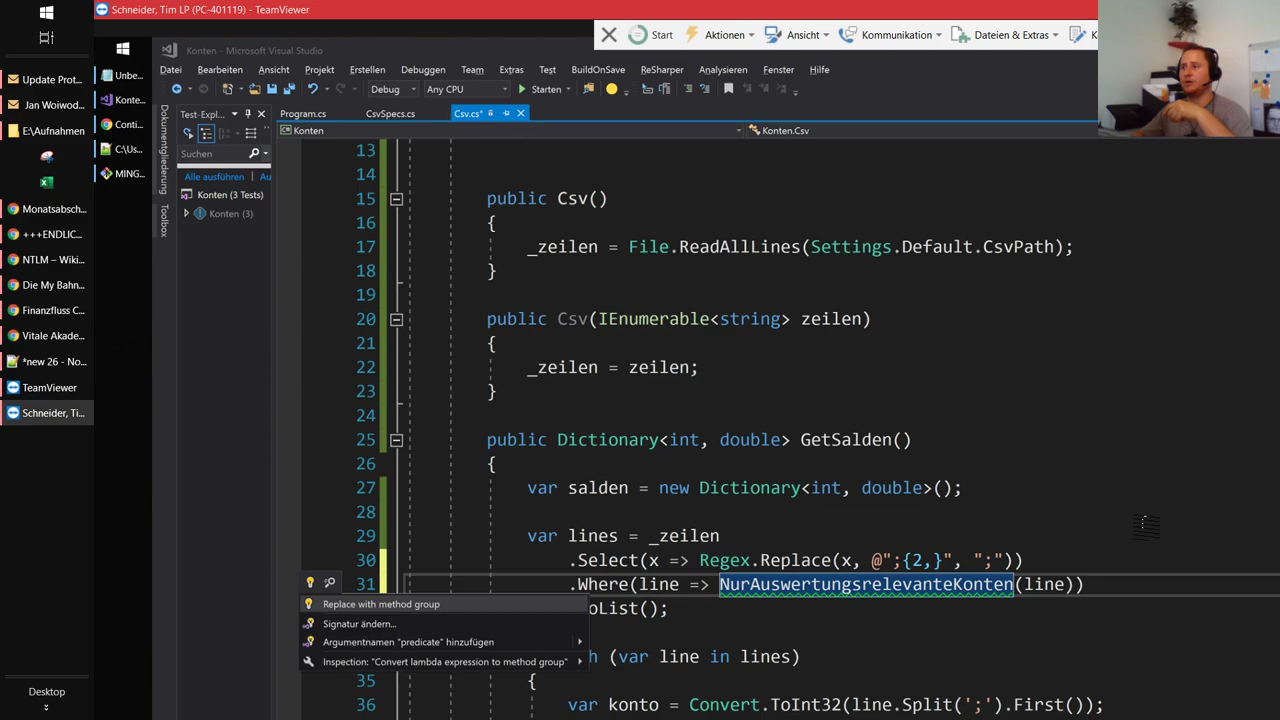 Schneider, Tim LP (PC-401119) - TeamViewer
Start
Aktionen
Ansicht
Kommunikation
Dateien & Extras
K
Update Prot...
Jan Woiwod...
E:\Aufnahmen
Monatsabsch...
+++ENDLIC...
NTLM – Wiki...
Die My Bahn...
Finanzfluss C...
Vitale Akade...
*new 26 - No...
TeamViewer
Schneider, Ti...
Desktop
Unbe...
Konte...
Conti...
C:\Us...
MING...
Konten - Microsoft Visual Studio
Datei Bearbeiten Ansicht Projekt Erstellen Debuggen Team Extras Test BuildOnSave ReSharper Analysieren Fenster Hilfe
Debug Any CPU Starten
Dokumentgliederung
Toolbox
Test-Expl...
Suchen
Alle ausführen Au
Konten (3 Tests)
Konten (3)
Program.cs CsvSpecs.cs Csv.cs*
Konten Konten.Csv
13
14
15 public Csv()
16 {
17 _zeilen = File.ReadAllLines(Settings.Default.CsvPath);
18 }
19
20 public Csv(IEnumerable<string> zeilen)
21 {
22 _zeilen = zeilen;
23 }
24
25 public Dictionary<int, double> GetSalden()
26 {
27 var salden = new Dictionary<int, double>();
28
29 var lines = _zeilen
30 .Select(x => Regex.Replace(x, @";{2,}", ";"))
31 .Where(line => NurAuswertungsrelevanteKonten(line))
oList();
h (var line in lines)
35 {
36 var konto = Convert.ToInt32(line.Split(';').First());
Replace with method group
Signatur ändern...
Argumentnamen "predicate" hinzufügen
Inspection: "Convert lambda expression to method group"